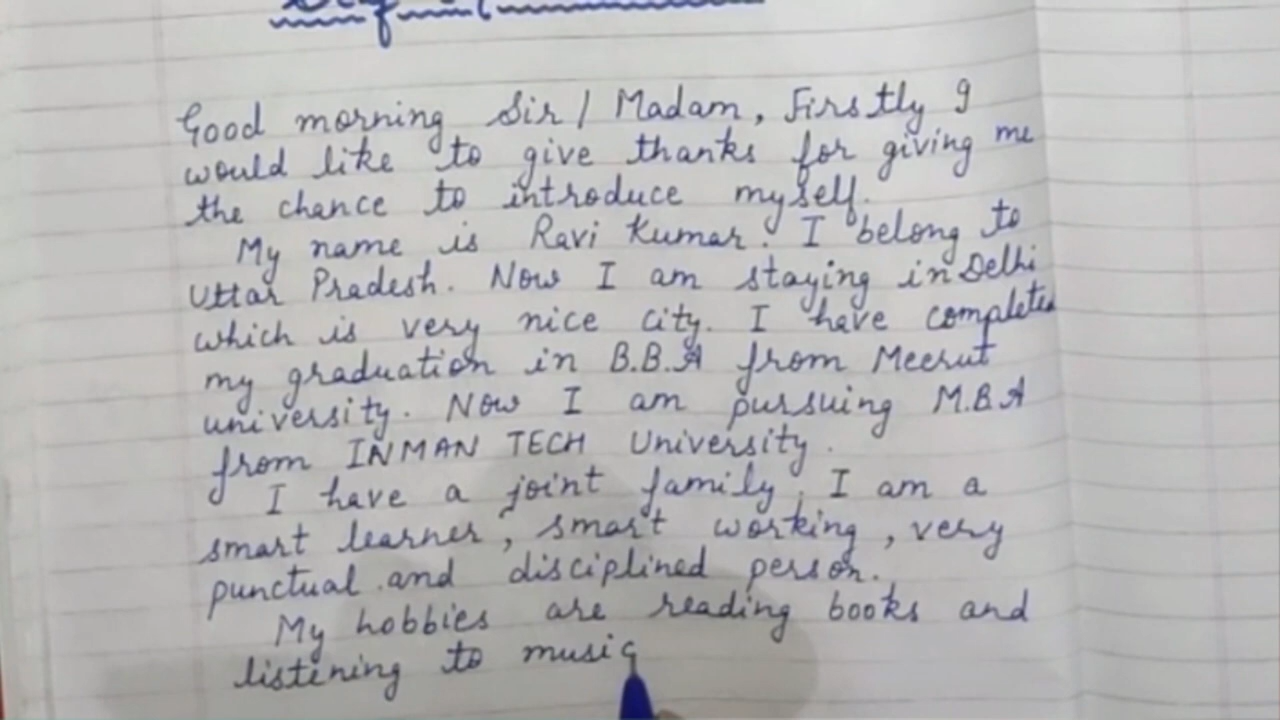 Good morning Sir / Madam, Firstly I
would like to give thanks for giving me
the chance to introduce myself.
My name is Ravi Kumar. I belong to
Uttar Pradesh. Now I am staying in Delhi
which is very nice city. I have completed
my graduation in B.B.A from Meerut
university. Now I am pursuing M.B.A
from INMAN TECH University.
I have a joint family, I am a
smart learner, smart working, very
punctual and disciplined person.
My hobbies are reading books and
listening to music